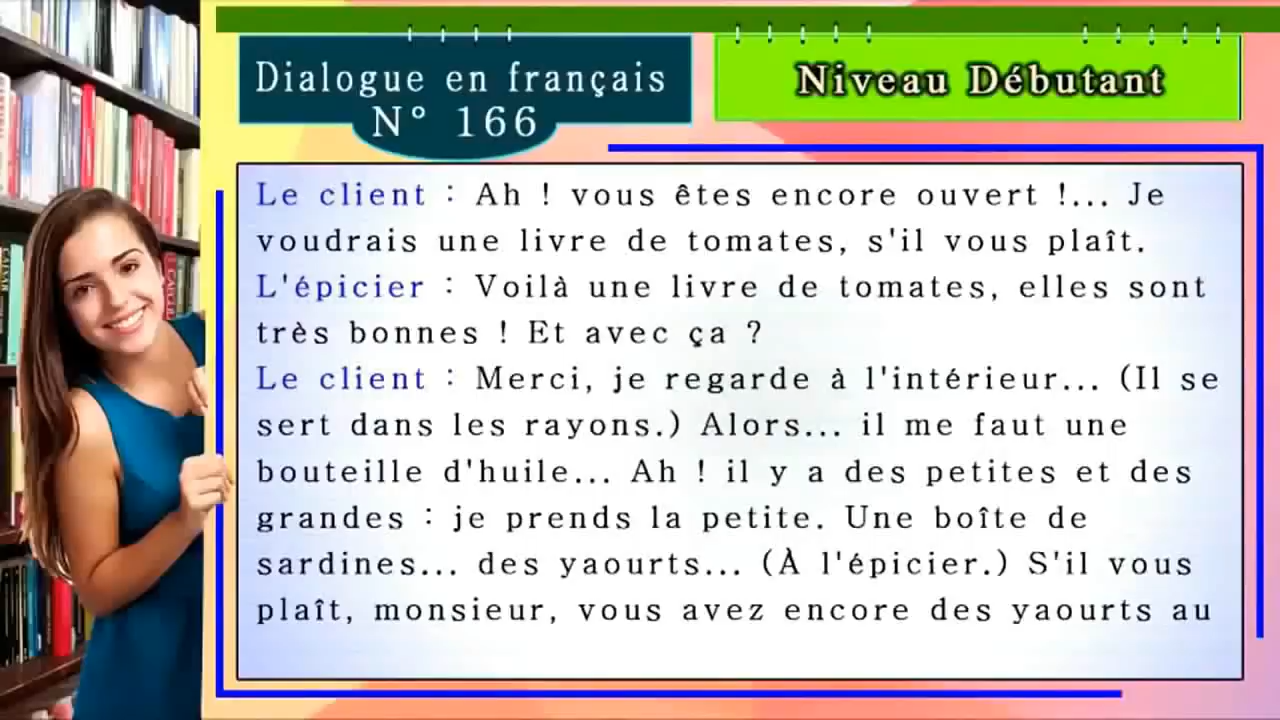 Dialogue en français
N° 166
Niveau Débutant
Le client : Ah ! vous êtes encore ouvert !... Je
voudrais une livre de tomates, s'il vous plaît.
L'épicier : Voilà une livre de tomates, elles sont
très bonnes ! Et avec ça ?
Le client : Merci, je regarde à l'intérieur... (Il se
sert dans les rayons.) Alors... il me faut une
bouteille d'huile... Ah ! il y a des petites et des
grandes : je prends la petite. Une boîte de
sardines... des yaourts... (À l'épicier.) S'il vous
plaît, monsieur, vous avez encore des yaourts au